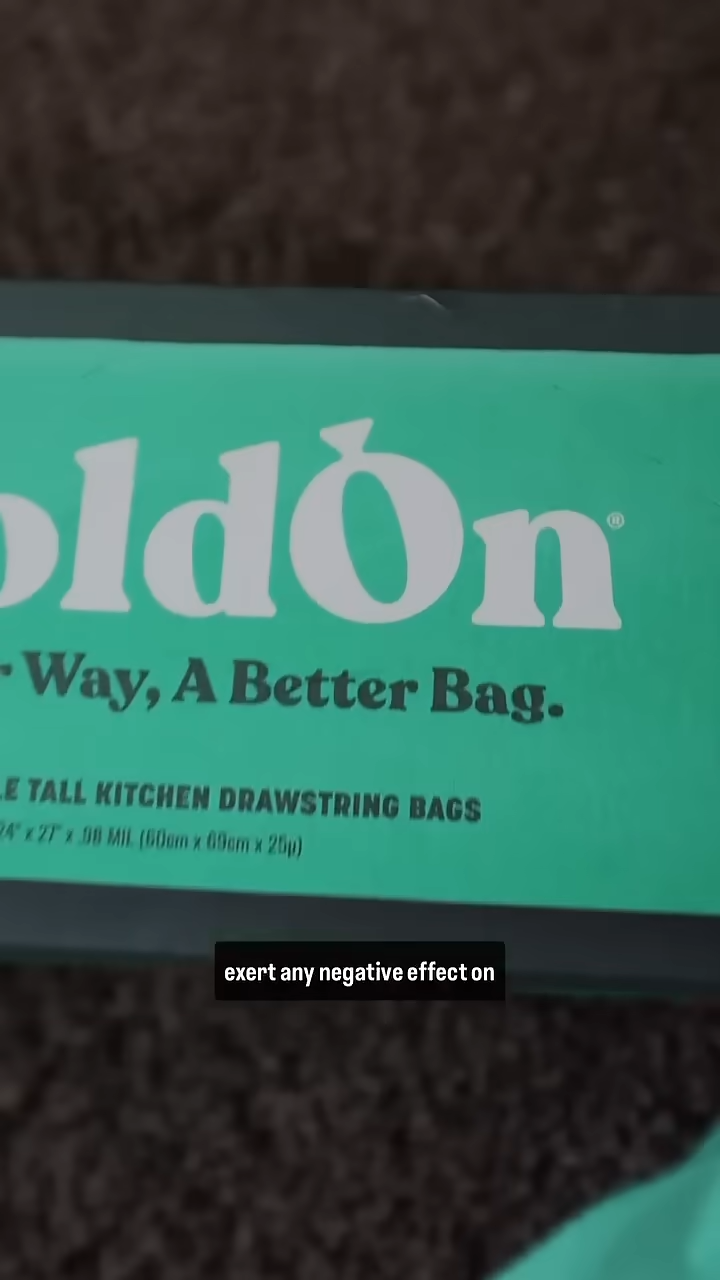 oldOn®
r Way, A Better Bag.
LE TALL KITCHEN DRAWSTRING BAGS
24" x 27" x .98 MIL (60cm x 69cm x 25μ)
exert any negative effect on